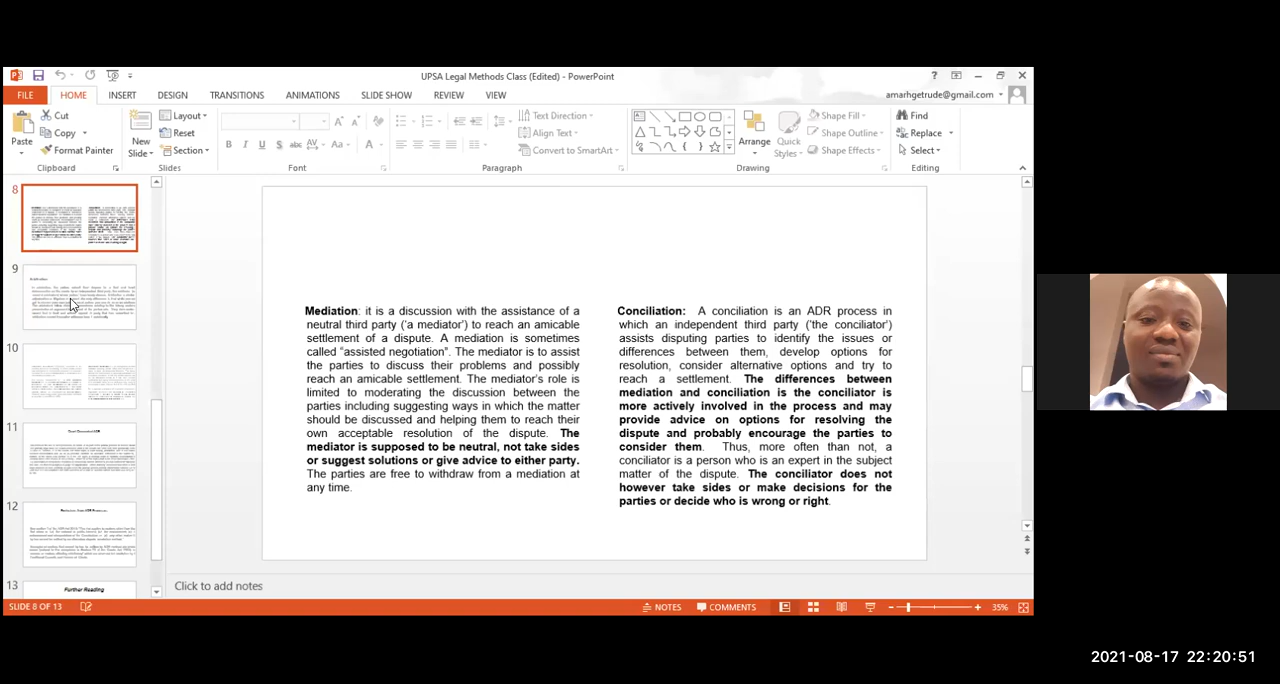 UPSA Legal Methods Class (Edited) - PowerPoint
?
FILE HOME INSERT DESIGN TRANSITIONS ANIMATIONS SLIDE SHOW REVIEW VIEW
amarhgetrude@gmail.com
Paste
Cut
Copy
Format Painter
Clipboard
New
Slide
Layout
Reset
Section
Slides
B I U S abc AV Aa A
Font
Text Direction
Align Text
Convert to SmartArt
Paragraph
Arrange
Quick
Styles
Shape Fill
Shape Outline
Shape Effects
Drawing
Find
Replace
Select
Editing
8
9
10
11
12
13
Further Reading
Mediation: it is a discussion with the assistance of a
neutral third party ('a mediator') to reach an amicable
settlement of a dispute. A mediation is sometimes
called “assisted negotiation”. The mediator is to assist
the parties to discuss their problems and possibly
reach an amicable settlement. The mediator's role is
limited to moderating the discussion between the
parties including suggesting ways in which the matter
should be discussed and helping them to reach their
own acceptable resolution of the dispute. The
mediator is supposed to be neutral, not take sides
or suggest solutions or give advice to either party.
The parties are free to withdraw from a mediation at
any time.
Conciliation: A conciliation is an ADR process in
which an independent third party ('the conciliator')
assists disputing parties to identify the issues or
differences between them, develop options for
resolution, consider alternative options and try to
reach a settlement. The differences between
mediation and conciliation is the conciliator is
more actively involved in the process and may
provide advice on options for resolving the
dispute and probably encourage the parties to
consider them. Thus, more often than not, a
conciliator is a person who is an expert in the subject
matter of the dispute. The conciliator does not
however take sides or make decisions for the
parties or decide who is wrong or right.
Click to add notes
SLIDE 8 OF 13
NOTES COMMENTS 35%
2021-08-17 22:20:51